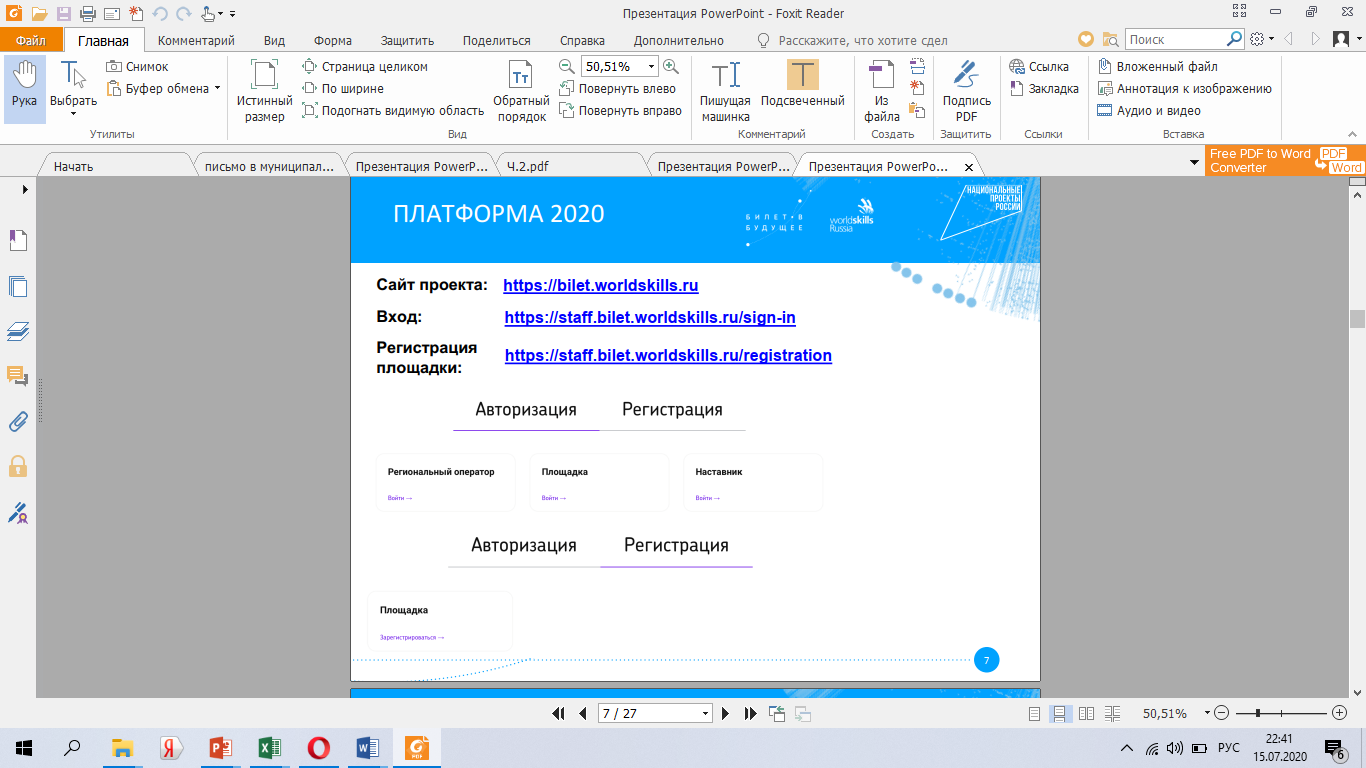 Презентация PowerPoint - Foxit Reader
Файл
Главная
Комментарий
Вид
Форма
Защитить
Поделиться
Справка
Дополнительно
Расскажите, что хотите сдел
Поиск
Рука
Выбрать
Снимок
Буфер обмена
Утилиты
Истинный
размер
Страница целиком
По ширине
Подогнать видимую область
Обратный
порядок
50,51%
Повернуть влево
Повернуть вправо
Вид
Пишущая
машинка
Подсвеченный
Комментарий
Из
файла
Создать
Подпись
PDF
Защитить
Ссылка
Закладка
Ссылки
Вложенный файл
Аннотация к изображению
Аудио и видео
Вставка
Начать
письмо в муниципал...
Презентация PowerP...
Ч.2.pdf
Презентация PowerP...
Презентация PowerPo...
Free PDF to Word
Converter
PDF
Word
ПЛАТФОРМА 2020
БИЛЕТ В
БУДУЩЕЕ
worldskills
Russia
НАЦИОНАЛЬНЫЕ
ПРОЕКТЫ
РОССИИ
Сайт проекта: https://bilet.worldskills.ru
Вход: https://staff.bilet.worldskills.ru/sign-in
Регистрация
площадки: https://staff.bilet.worldskills.ru/registration
Авторизация Регистрация
Региональный оператор
Войти →
Площадка
Войти →
Наставник
Войти →
Авторизация Регистрация
Площадка
Зарегистрироваться →
7
7 / 27
50,51%
РУС
22:41
15.07.2020
6